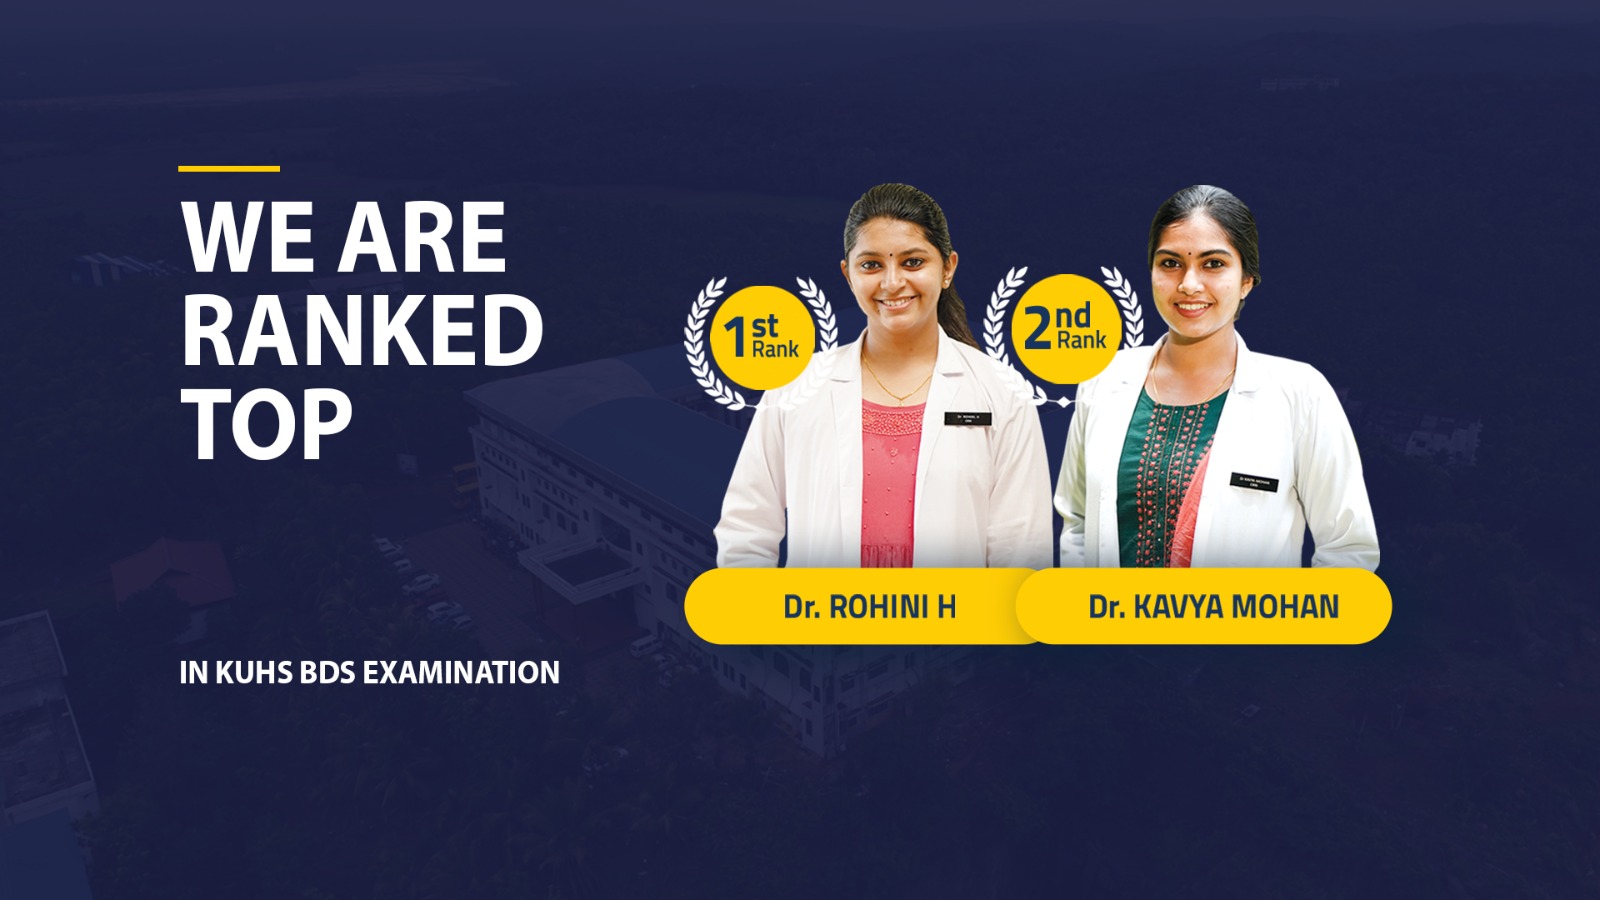 WE ARE
RANKED
TOP
IN KUHS BDS EXAMINATION
1st
Rank
2nd
Rank
Dr. ROHINI H
Dr. KAVYA MOHAN